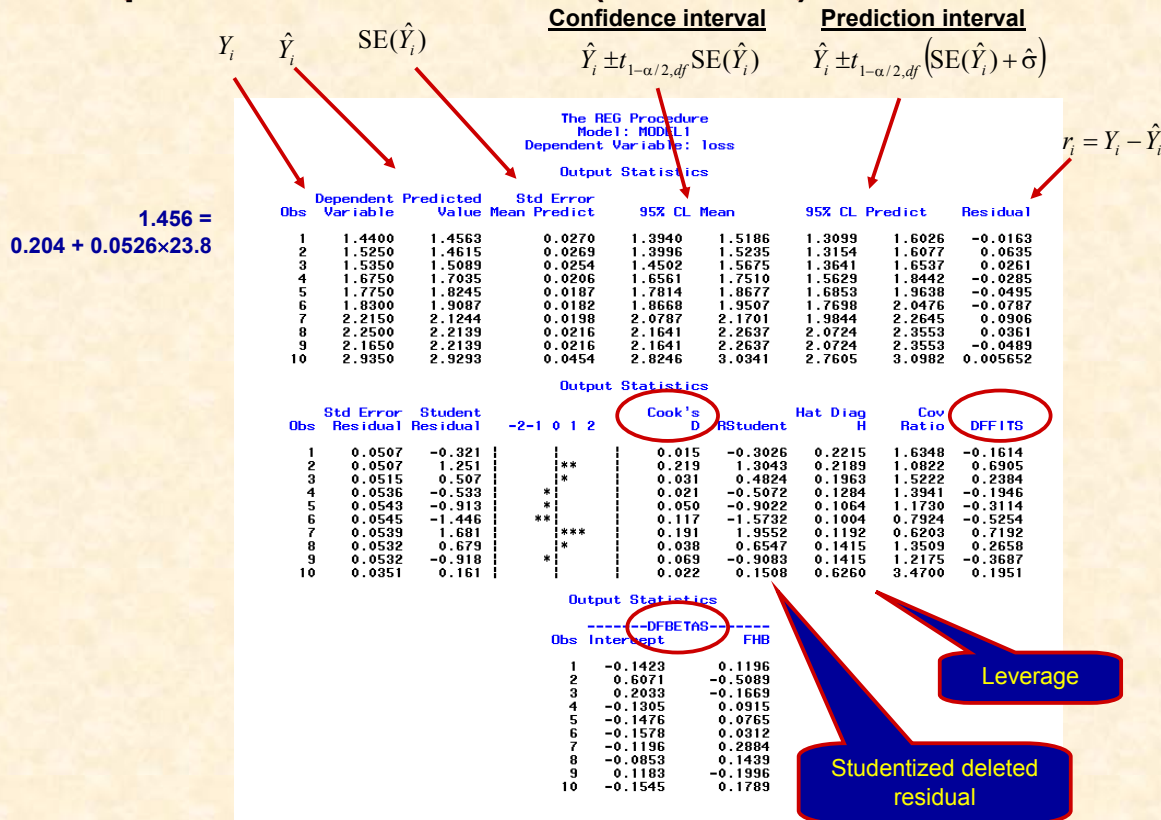 Confidence interval Prediction interval
Y_i Ŷ_i SE(Ŷ_i) Ŷ_i ±t_{1−α/2,df} SE(Ŷ_i) Ŷ_i ±t_{1−α/2,df} (SE(Ŷ_i) + σ̂)
r_i = Y_i − Ŷ_i
The REG Procedure
Model: MODEL1
Dependent Variable: loss
Output Statistics
Dependent Predicted Std Error
Obs Variable Value Mean Predict 95% CL Mean 95% CL Predict Residual
1.456 =
0.204 + 0.0526×23.8
1 1.4400 1.4563 0.0270 1.3940 1.5186 1.3099 1.6026 -0.0163
2 1.5250 1.4615 0.0269 1.3996 1.5235 1.3154 1.6077 0.0635
3 1.5350 1.5089 0.0254 1.4502 1.5675 1.3641 1.6537 0.0261
4 1.6750 1.7035 0.0206 1.6561 1.7510 1.5629 1.8442 -0.0285
5 1.7750 1.8245 0.0187 1.7814 1.8677 1.6853 1.9638 -0.0495
6 1.8300 1.9087 0.0182 1.8668 1.9507 1.7698 2.0476 -0.0787
7 2.2150 2.1244 0.0198 2.0787 2.1701 1.9844 2.2645 0.0906
8 2.2500 2.2139 0.0216 2.1641 2.2637 2.0724 2.3553 0.0361
9 2.1650 2.2139 0.0216 2.1641 2.2637 2.0724 2.3553 -0.0489
10 2.9350 2.9293 0.0454 2.8246 3.0341 2.7605 3.0982 0.005652
Output Statistics
Std Error Student Cook's Hat Diag Cov
Obs Residual Residual -2-1 0 1 2 D RStudent H Ratio DFFITS
1 0.0507 -0.321 | | | 0.015 -0.3026 0.2215 1.6348 -0.1614
2 0.0507 1.251 | |** | 0.219 1.3043 0.2189 1.0822 0.6905
3 0.0515 0.507 | |* | 0.031 0.4824 0.1963 1.5222 0.2384
4 0.0536 -0.533 | *| | 0.021 -0.5072 0.1284 1.3941 -0.1946
5 0.0543 -0.913 | *| | 0.050 -0.9022 0.1064 1.1730 -0.3114
6 0.0545 -1.446 | **| | 0.117 -1.5732 0.1004 0.7924 -0.5254
7 0.0539 1.681 | |*** | 0.191 1.9552 0.1192 0.6203 0.7192
8 0.0532 0.679 | |* | 0.038 0.6547 0.1415 1.3509 0.2658
9 0.0532 -0.918 | *| | 0.069 -0.9083 0.1415 1.2175 -0.3687
10 0.0351 0.161 | | | 0.022 0.1508 0.6260 3.4700 0.1951
Output Statistics
-------DFBETAS-------
Obs Intercept FHB
1 -0.1423 0.1196
2 0.6071 -0.5089
3 0.2033 -0.1669
4 -0.1305 0.0915
5 -0.1476 0.0765
6 -0.1578 0.0312
7 -0.1196 0.2884
8 -0.0853 0.1439
9 0.1183 -0.1996
10 -0.1545 0.1789
Leverage
Studentized deleted
residual